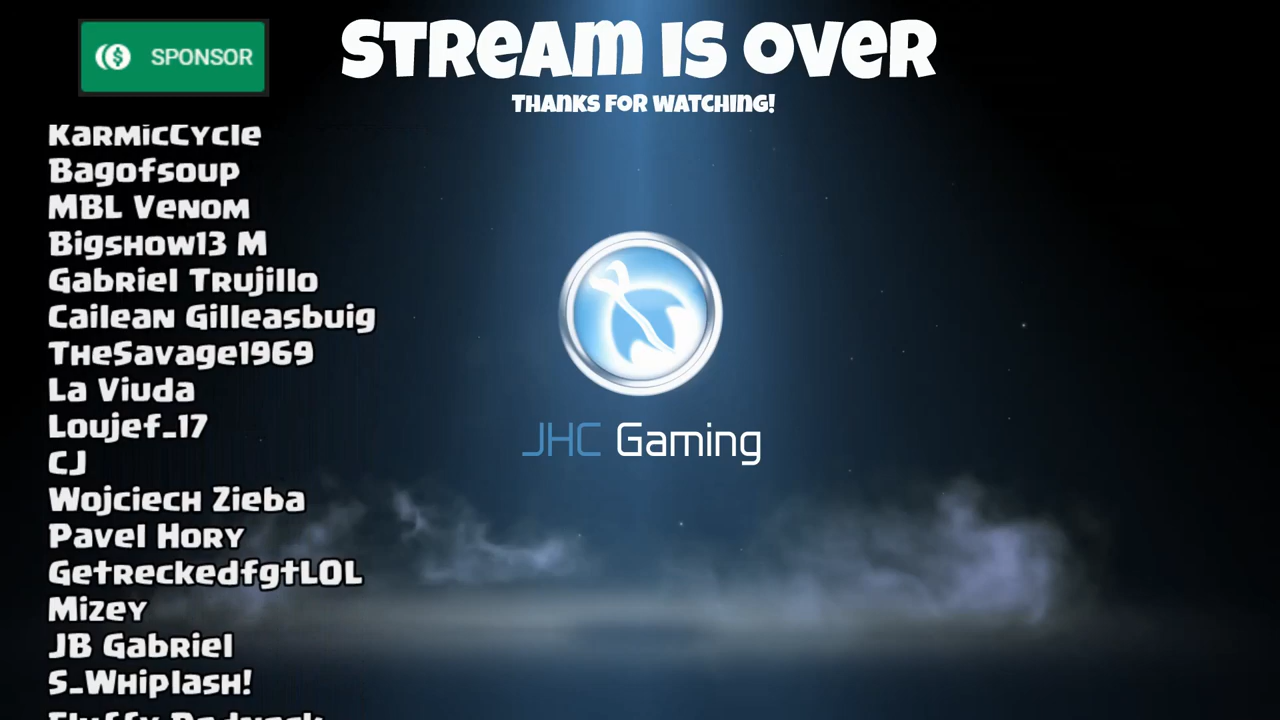 SPONSOR
STREAM IS OVER
THANKS FOR WATCHING!
KarmicCycle
Bagofsoup
MBL Venom
Bigshow13 M
Gabriel Trujillo
Cailean Gilleasbuig
TheSavage1969
La Viuda
Loujef_17
CJ
Wojciech Zieba
Pavel Hory
GetreckedfgtLOL
Mizey
JB Gabriel
S_Whiplash!
JHC Gaming